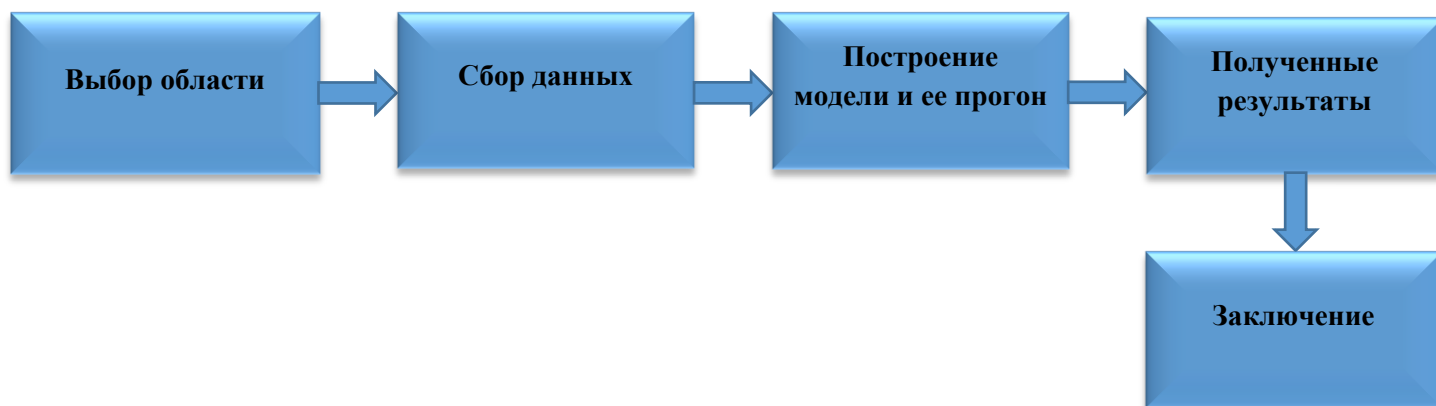 Выбор области
Сбор данных
Построение
модели и ее прогон
Полученные
результаты
Заключение